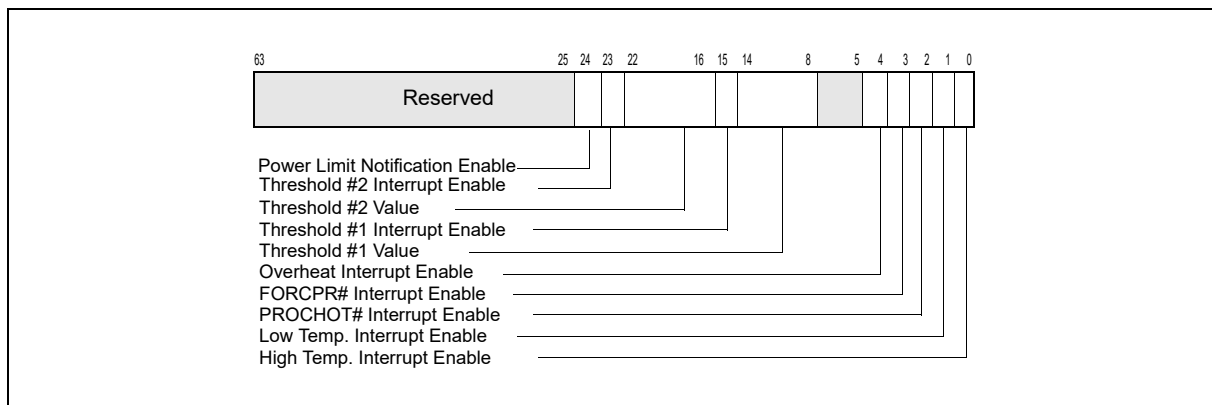 63 25 24 23 22 16 15 14 8 5 4 3 2 1 0
Reserved
Power Limit Notification Enable
Threshold #2 Interrupt Enable
Threshold #2 Value
Threshold #1 Interrupt Enable
Threshold #1 Value
Overheat Interrupt Enable
FORCPR# Interrupt Enable
PROCHOT# Interrupt Enable
Low Temp. Interrupt Enable
High Temp. Interrupt Enable